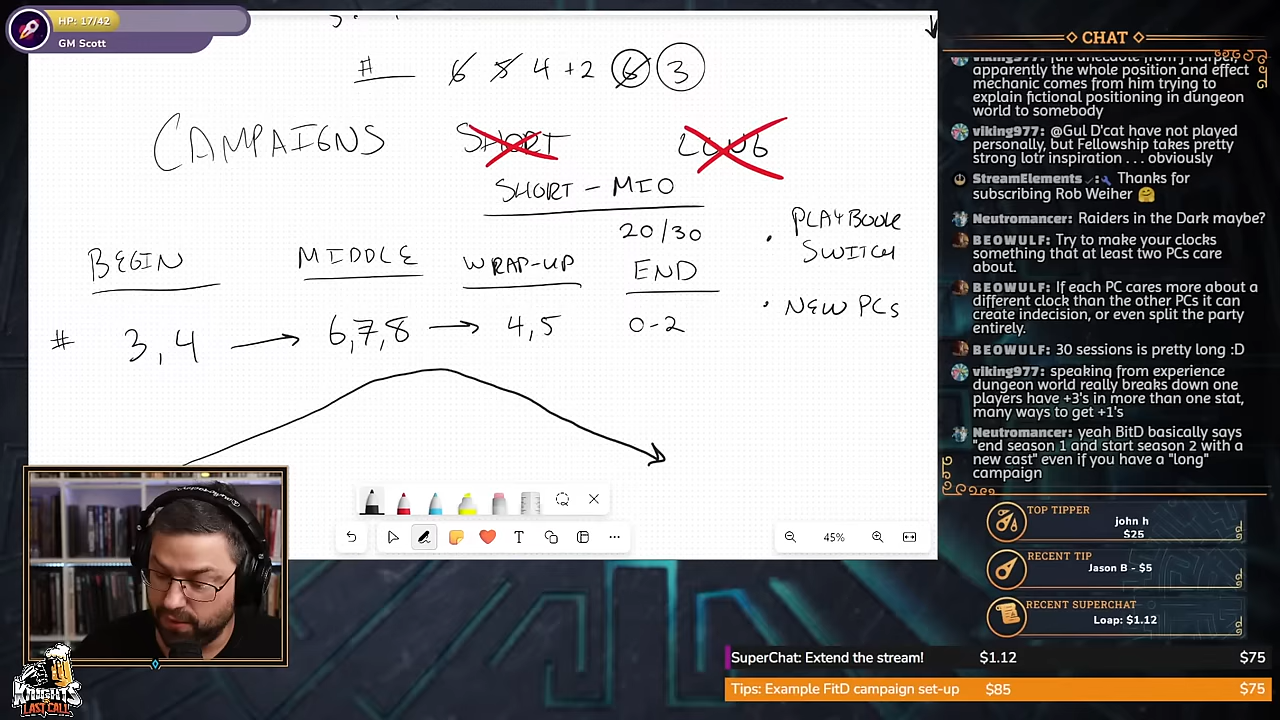 HP: 17/42
GM Scott
# 6 5 4 +2 6 3
CAMPAIGNS SHORT LONG
SHORT - MID
20/30
BEGIN MIDDLE WRAP-UP END
# 3, 4 6,7,8 4,5 0-2
• PLAYBOOK
SWITCH
• NEW PCs
45%
KNIGHTS
OF
LAST CALL
CHAT
apparently the whole position and effect
mechanic comes from him trying to
explain fictional positioning in dungeon
world to somebody
viking977: @Gul D'cat have not played
personally, but Fellowship takes pretty
strong lotr inspiration . . . obviously
StreamElements: Thanks for
subscribing Rob Weiher 🤗
Neutromancer: Raiders in the Dark maybe?
BEOWULF: Try to make your clocks
something that at least two PCs care
about.
BEOWULF: If each PC cares more about a
different clock than the other PCs it can
create indecision, or even split the party
entirely.
BEOWULF: 30 sessions is pretty long :D
viking977: speaking from experience
dungeon world really breaks down one
players have +3's in more than one stat,
many ways to get +1's
Neutromancer: yeah BitD basically says
"end season 1 and start season 2 with a
new cast" even if you have a "long"
campaign
TOP TIPPER
john h
$25
RECENT TIP
Jason B - $5
RECENT SUPERCHAT
Loap: $1.12
SuperChat: Extend the stream! $1.12 $75
Tips: Example FitD campaign set-up $85 $75